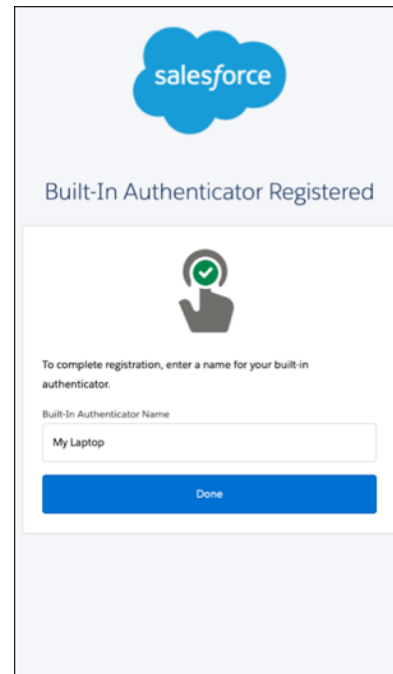 salesforce
Built-In Authenticator Registered
To complete registration, enter a name for your built-in
authenticator.
Built-In Authenticator Name
My Laptop
Done